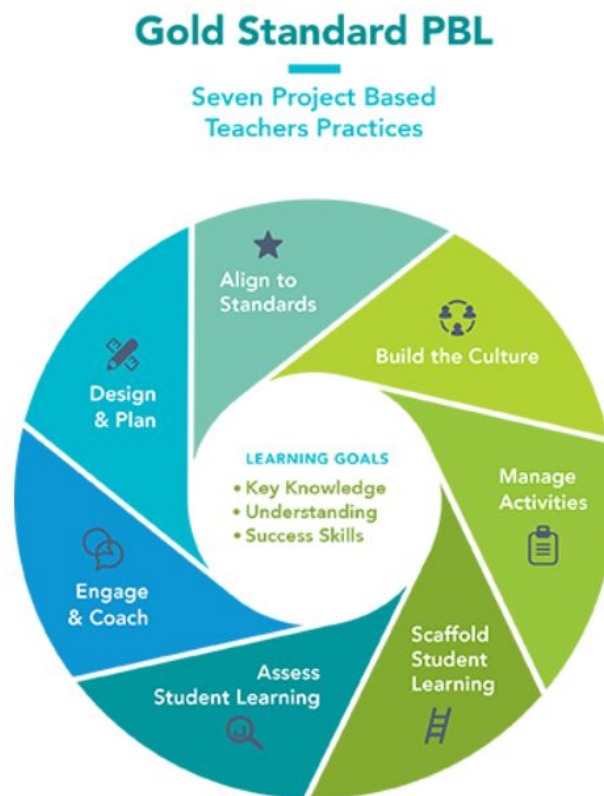 Gold Standard PBL
Seven Project Based
Teachers Practices
Align to
Standards
Build the Culture
Manage
Activities
Scaffold
Student
Learning
Assess
Student Learning
Engage
& Coach
Design
& Plan
LEARNING GOALS
• Key Knowledge
• Understanding
• Success Skills